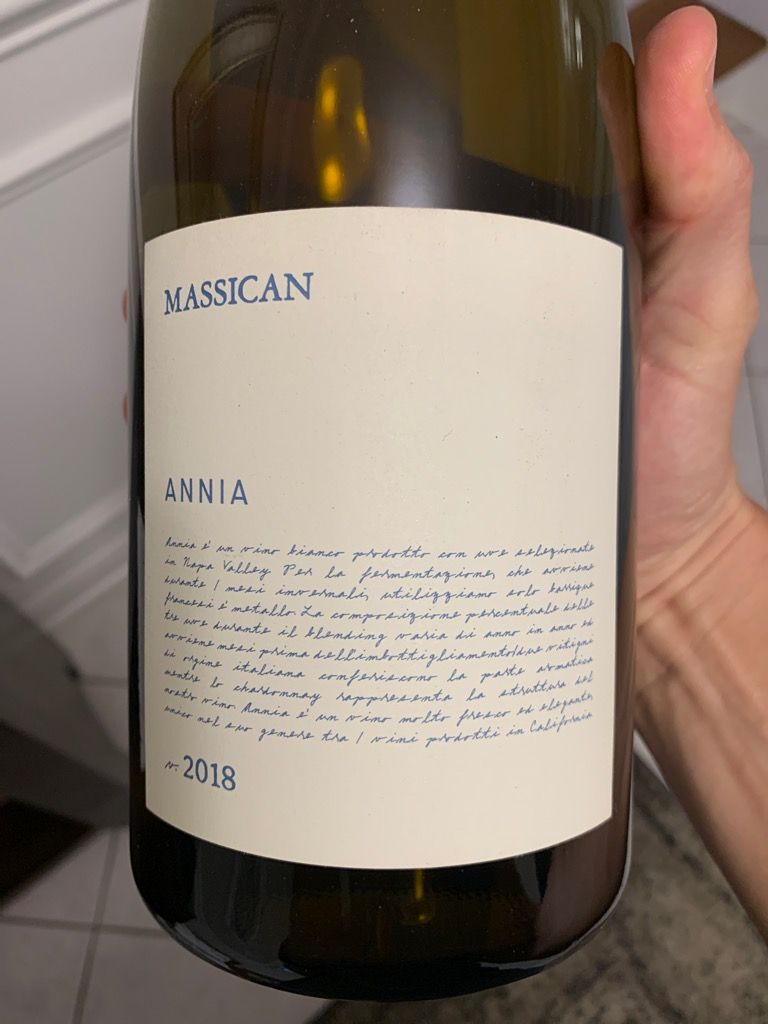 MASSICAN
ANNIA
Annia é un vino bianco prodotto con uve selezionate
in Napa Valley Per la fermentazione, che avviene
durante I mesi invernali, utilizziamo solo barrique
francesi é metallo. La composizione percentuale delle
tre uve durante il blending varia di anno in anno ed
avviene mesi prima dell'imbottigliamento I due vitigni
di orgine italiana conferiscono la parte aromatica
mentre lo chardonnay rappresenta la struttura del
nostro vino. Annia é un vino molto fresco ed elegante,
unico nel suo genere tra I vini prodotti in California
v. 2018